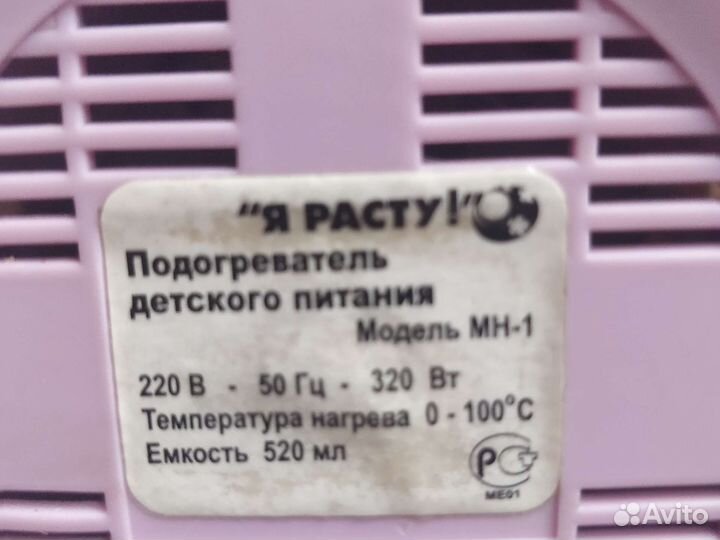 "Я РАСТУ!"
Подогреватель
детского питания
Модель МН-1
220 В - 50 Гц - 320 Вт
Температура нагрева 0 - 100°С
Емкость 520 мл
РС
МЕ01
Avito